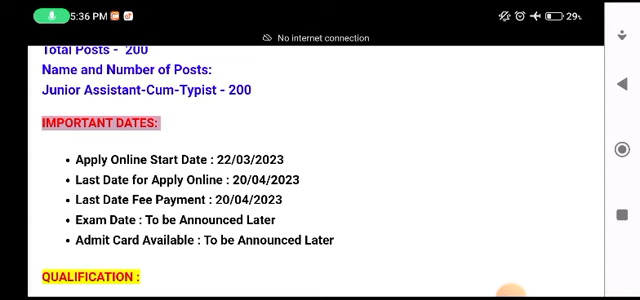 5:36 PM
29%
No internet connection
Total Posts - 200
Name and Number of Posts:
Junior Assistant-Cum-Typist - 200
IMPORTANT DATES:
• Apply Online Start Date : 22/03/2023
• Last Date for Apply Online : 20/04/2023
• Last Date Fee Payment : 20/04/2023
• Exam Date : To be Announced Later
• Admit Card Available : To be Announced Later
QUALIFICATION :